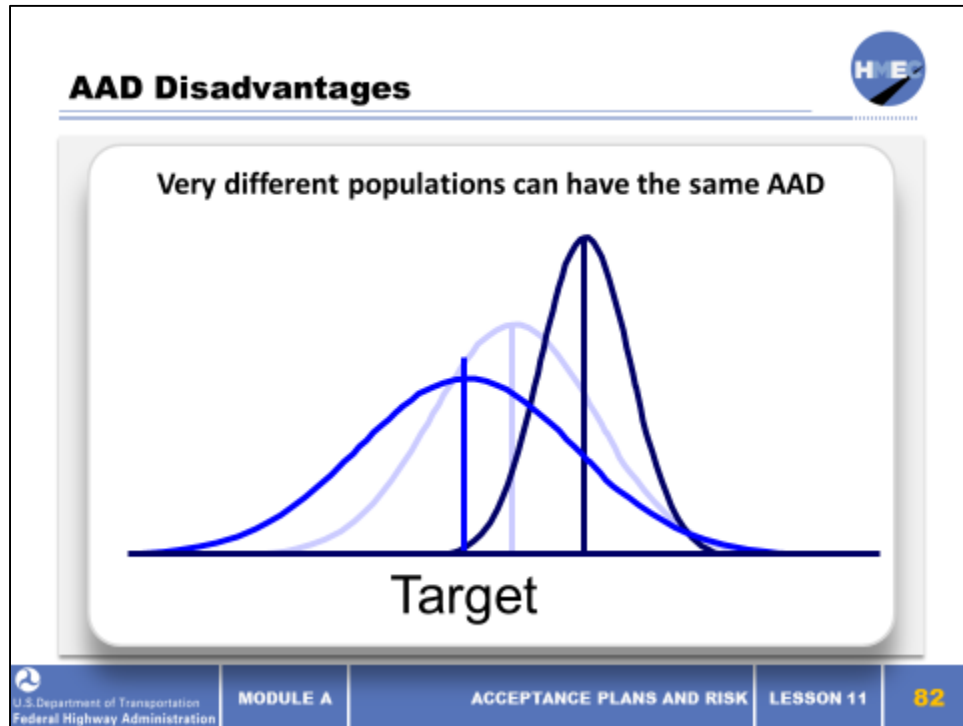 AAD Disadvantages
HMEC
Very different populations can have the same AAD
Target
U.S.Department of Transportation
Federal Highway Administration
MODULE A
ACCEPTANCE PLANS AND RISK
LESSON 11
82